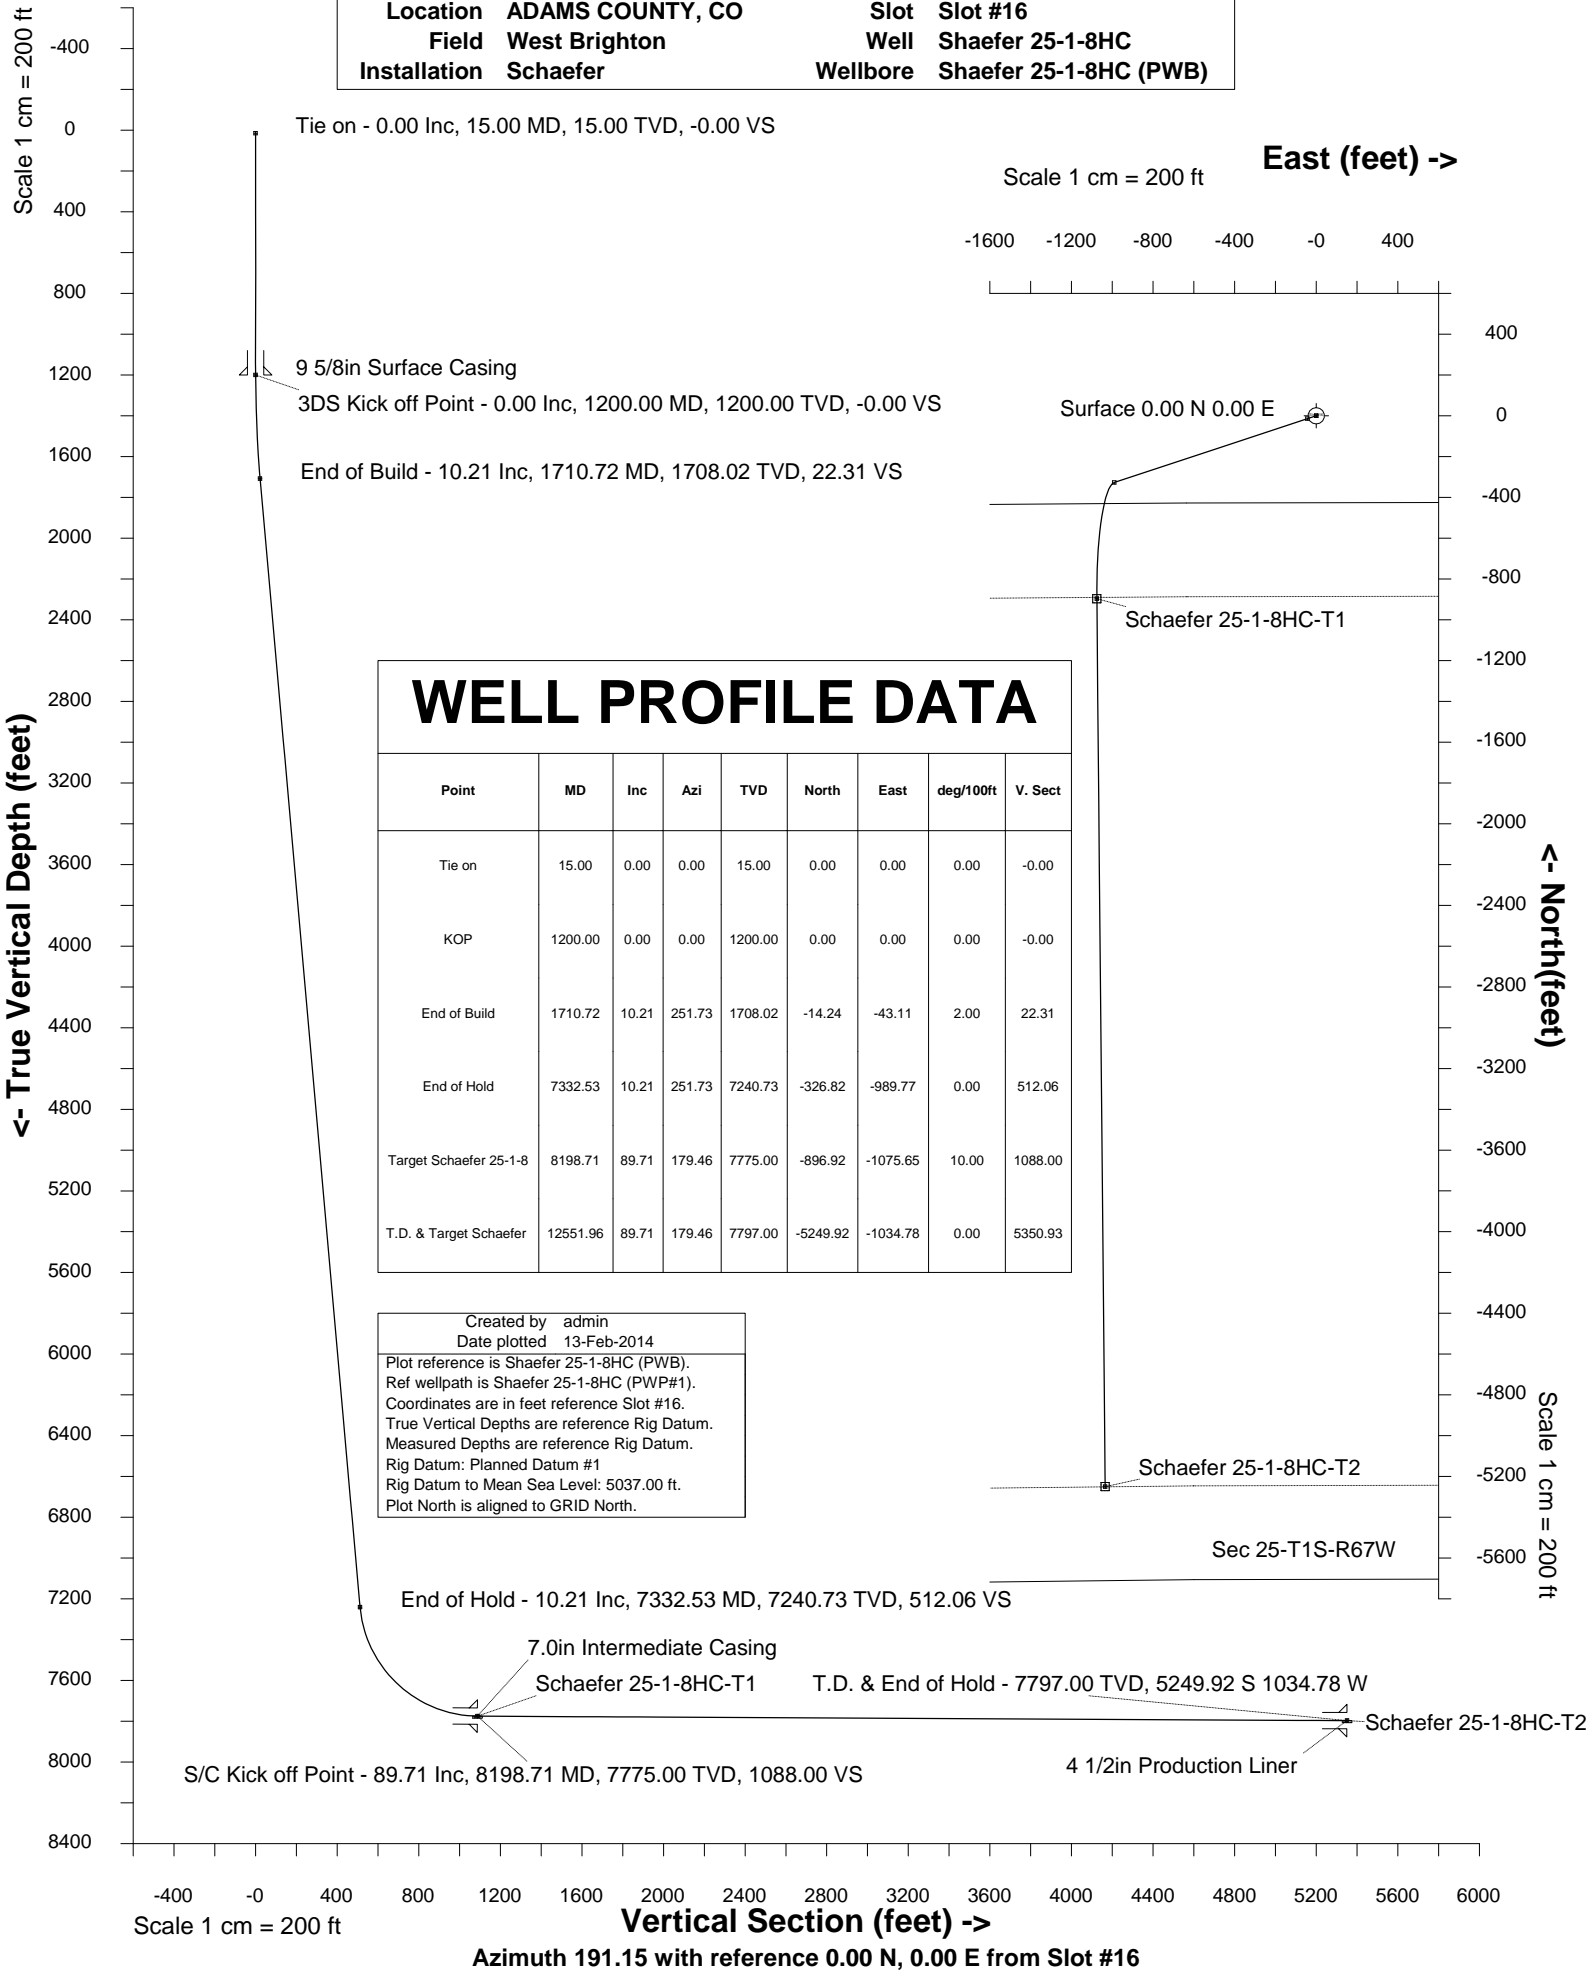 Location ADAMS COUNTY, CO Slot Slot #16
Field West Brighton Well Shaefer 25-1-8HC
Installation Schaefer Wellbore Shaefer 25-1-8HC (PWB)
Scale 1 cm = 200 ft
<- True Vertical Depth (feet)
-400
0
400
800
1200
1600
2000
2400
2800
3200
3600
4000
4400
4800
5200
5600
6000
6400
6800
7200
7600
8000
8400
Tie on - 0.00 Inc, 15.00 MD, 15.00 TVD, -0.00 VS
9 5/8in Surface Casing
3DS Kick off Point - 0.00 Inc, 1200.00 MD, 1200.00 TVD, -0.00 VS
End of Build - 10.21 Inc, 1710.72 MD, 1708.02 TVD, 22.31 VS
East (feet) ->
Scale 1 cm = 200 ft
-1600 -1200 -800 -400 -0 400
Surface 0.00 N 0.00 E
Schaefer 25-1-8HC-T1
400
0
-400
-800
-1200
-1600
-2000
-2400
-2800
-3200
-3600
-4000
-4400
-4800
-5200
-5600
<- North(feet)
Scale 1 cm = 200 ft
WELL PROFILE DATA
Point MD Inc Azi TVD North East deg/100ft V. Sect
Tie on 15.00 0.00 0.00 15.00 0.00 0.00 0.00 -0.00
KOP 1200.00 0.00 0.00 1200.00 0.00 0.00 0.00 -0.00
End of Build 1710.72 10.21 251.73 1708.02 -14.24 -43.11 2.00 22.31
End of Hold 7332.53 10.21 251.73 7240.73 -326.82 -989.77 0.00 512.06
Target Schaefer 25-1-8 8198.71 89.71 179.46 7775.00 -896.92 -1075.65 10.00 1088.00
T.D. & Target Schaefer 12551.96 89.71 179.46 7797.00 -5249.92 -1034.78 0.00 5350.93
Created by admin
Date plotted 13-Feb-2014
Plot reference is Shaefer 25-1-8HC (PWB).
Ref wellpath is Shaefer 25-1-8HC (PWP#1).
Coordinates are in feet reference Slot #16.
True Vertical Depths are reference Rig Datum.
Measured Depths are reference Rig Datum.
Rig Datum: Planned Datum #1
Rig Datum to Mean Sea Level: 5037.00 ft.
Plot North is aligned to GRID North.
Schaefer 25-1-8HC-T2
Sec 25-T1S-R67W
End of Hold - 10.21 Inc, 7332.53 MD, 7240.73 TVD, 512.06 VS
7.0in Intermediate Casing
Schaefer 25-1-8HC-T1
T.D. & End of Hold - 7797.00 TVD, 5249.92 S 1034.78 W
Schaefer 25-1-8HC-T2
4 1/2in Production Liner
S/C Kick off Point - 89.71 Inc, 8198.71 MD, 7775.00 TVD, 1088.00 VS
-400 -0 400 800 1200 1600 2000 2400 2800 3200 3600 4000 4400 4800 5200 5600 6000
Scale 1 cm = 200 ft
Vertical Section (feet) ->
Azimuth 191.15 with reference 0.00 N, 0.00 E from Slot #16